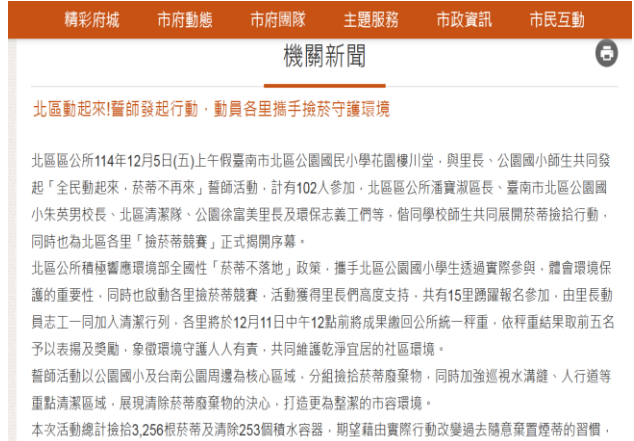 精彩府城 市府動態 市府團隊 主題服務 市政資訊 市民互動
機關新聞
北區動起來!誓師發起行動，動員各里攜手撿菸守護環境
北區區公所114年12月5日(五)上午假臺南市北區公園國民小學花園樓川堂，與里長、公園國小師生共同發
起「全民動起來，菸蒂不再來」誓師活動，計有102人參加，北區區公所潘寶淑區長、臺南市北區公園國
小朱英男校長、北區清潔隊、公園徐富美里長及環保志義工們等，偕同學校師生共同展開菸蒂撿拾行動，
同時也為北區各里「撿菸蒂競賽」正式揭開序幕。
北區公所積極響應環境部全國性「菸蒂不落地」政策，攜手北區公園國小學生透過實際參與，體會環境保
護的重要性，同時也啟動各里撿菸蒂競賽，活動獲得里長們高度支持，共有15里踴躍報名參加，由里長動
員志工一同加入清潔行列，各里將於12月11日中午12點前將成果繳回公所統一秤重，依秤重結果取前五名
予以表揚及獎勵，象徵環境守護人人有責，共同維護乾淨宜居的社區環境。
誓師活動以公園國小及台南公園周邊為核心區域，分組撿拾菸蒂廢棄物，同時加強巡視水溝縫、人行道等
重點清潔區域，展現清除菸蒂廢棄物的決心，打造更為整潔的市容環境。
本次活動總計撿拾3,256根菸蒂及清除253個積水容器，期望藉由實際行動改變過去隨意棄置煙蒂的習慣，